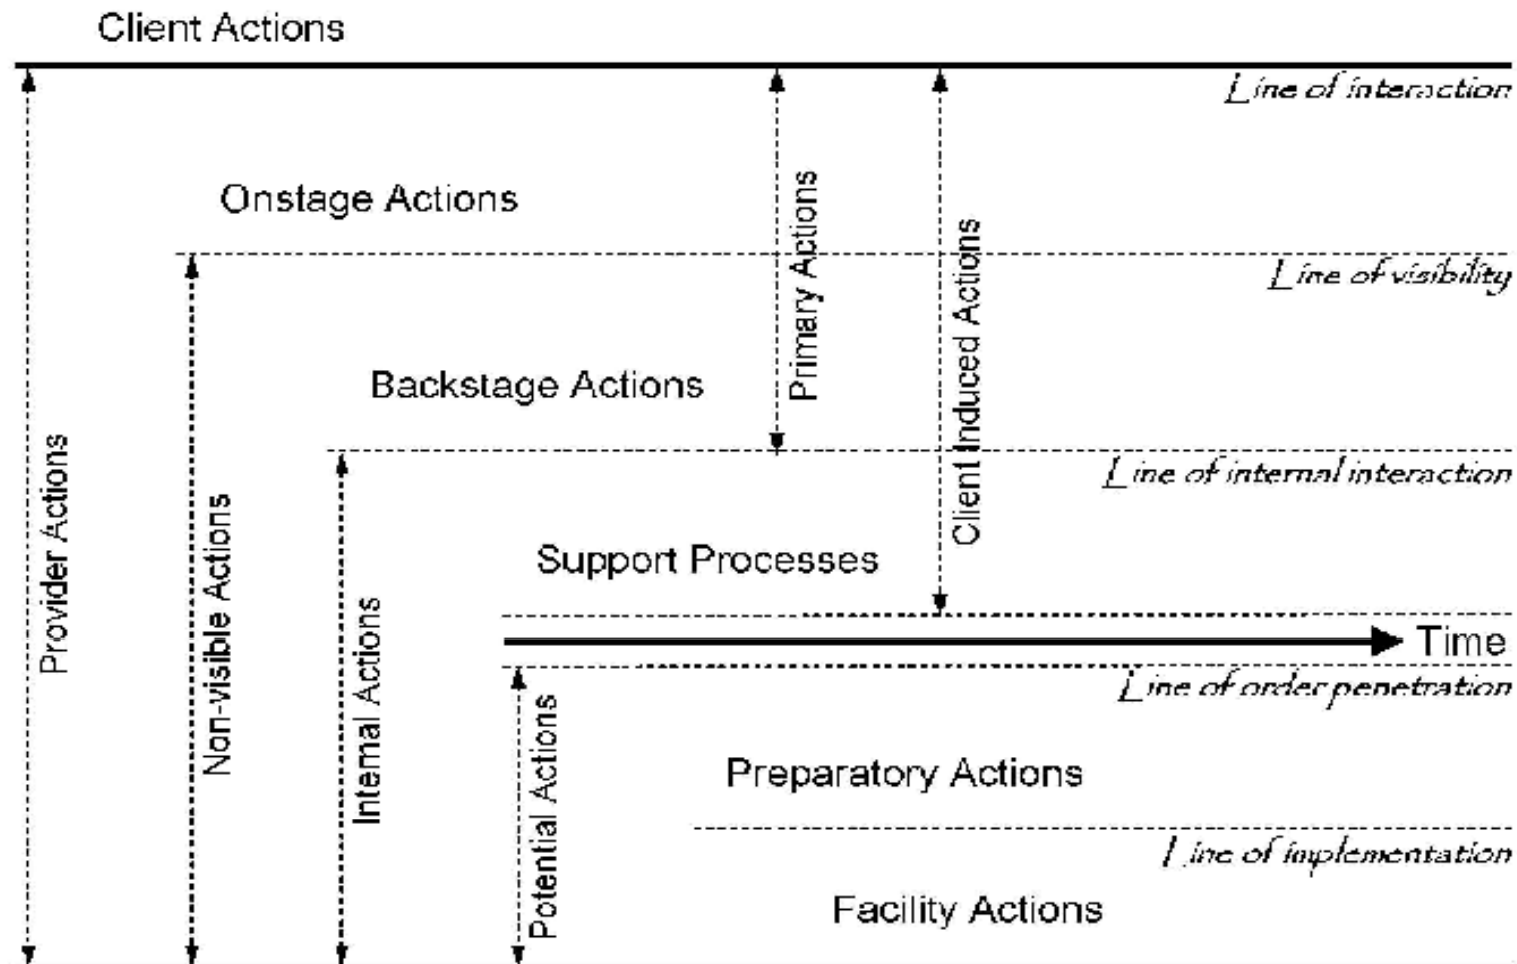 Client Actions
Line of interaction
Onstage Actions
Line of visibility
Primary Actions
Backstage Actions
Client Induced Actions
Line of internal interaction
Provider Actions
Non-visible Actions
Support Processes
Internal Actions
Time
Line of order penetration
Potential Actions
Preparatory Actions
Line of implementation
Facility Actions